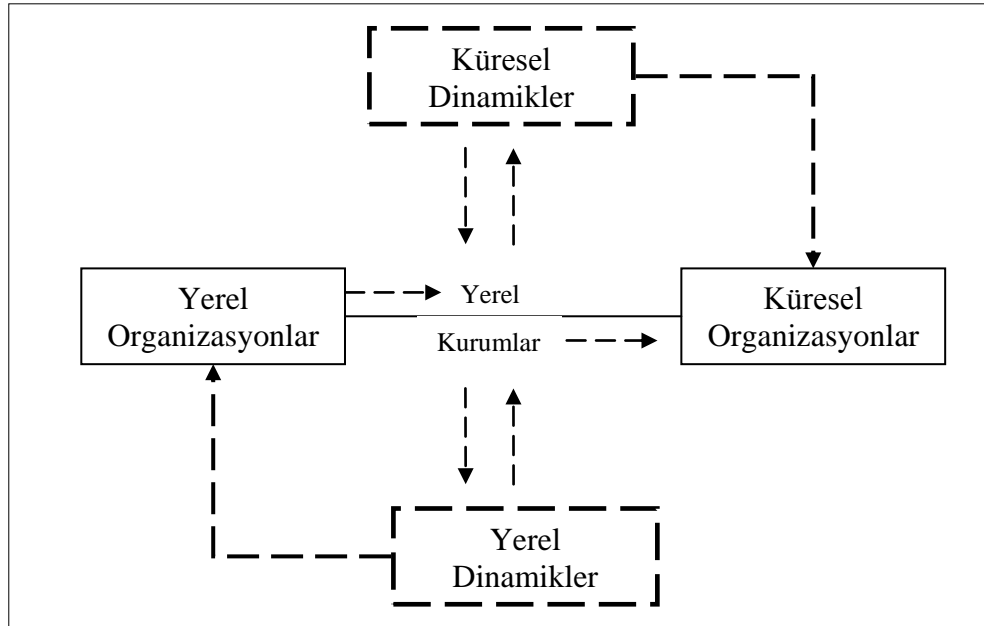 Küresel
Dinamikler
Yerel
Organizasyonlar
Yerel
Kurumlar
Küresel
Organizasyonlar
Yerel
Dinamikler